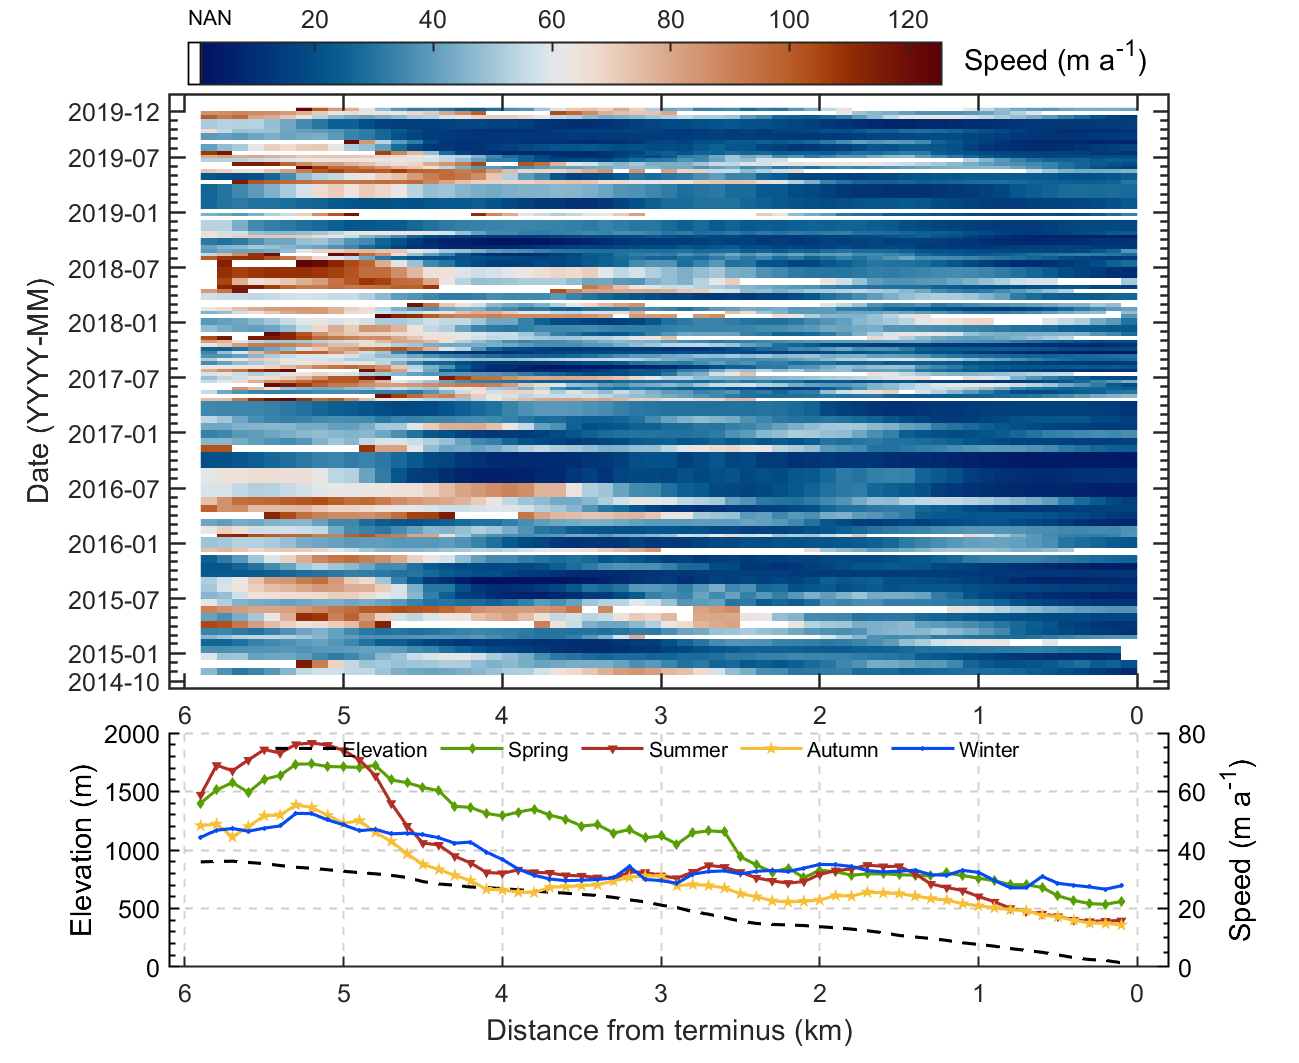 NAN 20 40 60 80 100 120
Speed (m a-1)
Date (YYYY-MM)
2019-12
2019-07
2019-01
2018-07
2018-01
2017-07
2017-01
2016-07
2016-01
2015-07
2015-01
2014-10
6 5 4 3 2 1 0
Elevation (m)
2000
1500
1000
500
0
Elevation Spring Summer Autumn Winter
80
60
40
20
0
Speed (m a-1)
6 5 4 3 2 1 0
Distance from terminus (km)